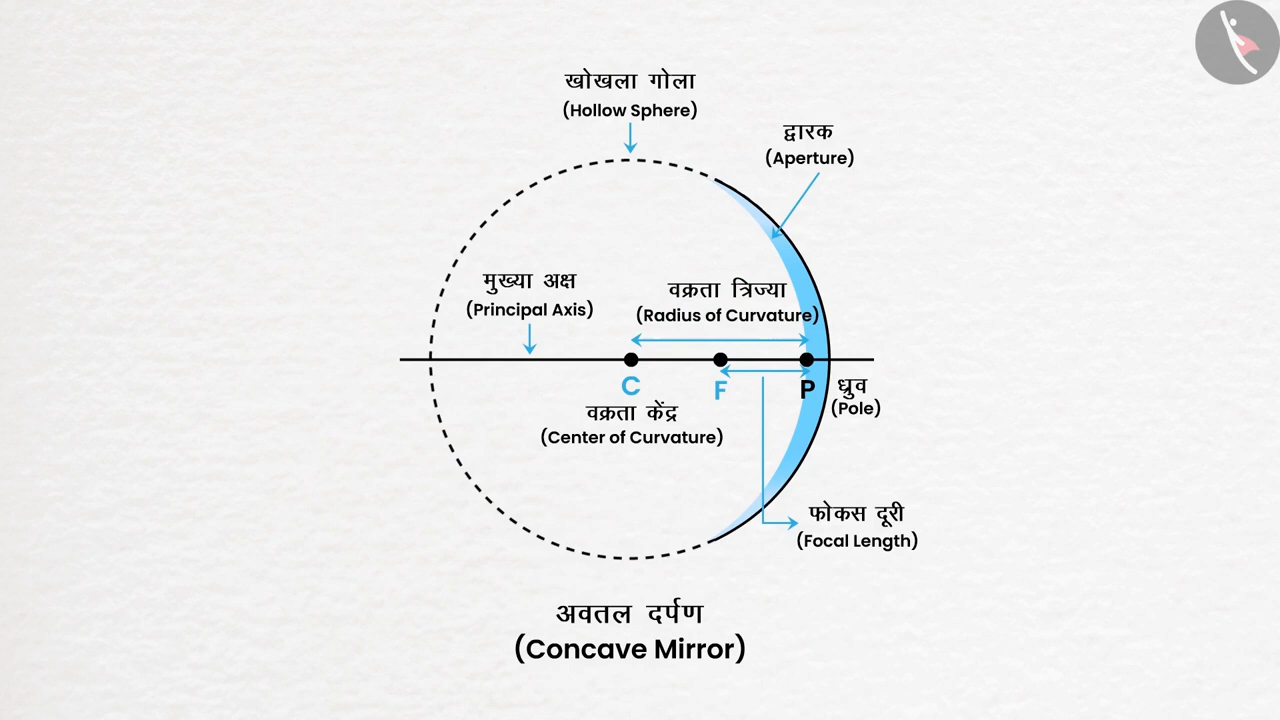 खोखला गोला
(Hollow Sphere)
द्वारक
(Aperture)
मुख्या अक्ष
(Principal Axis)
वक्रता त्रिज्या
(Radius of Curvature)
C
F
P
ध्रुव
(Pole)
वक्रता केंद्र
(Center of Curvature)
फोकस दूरी
(Focal Length)
अवतल दर्पण
(Concave Mirror)